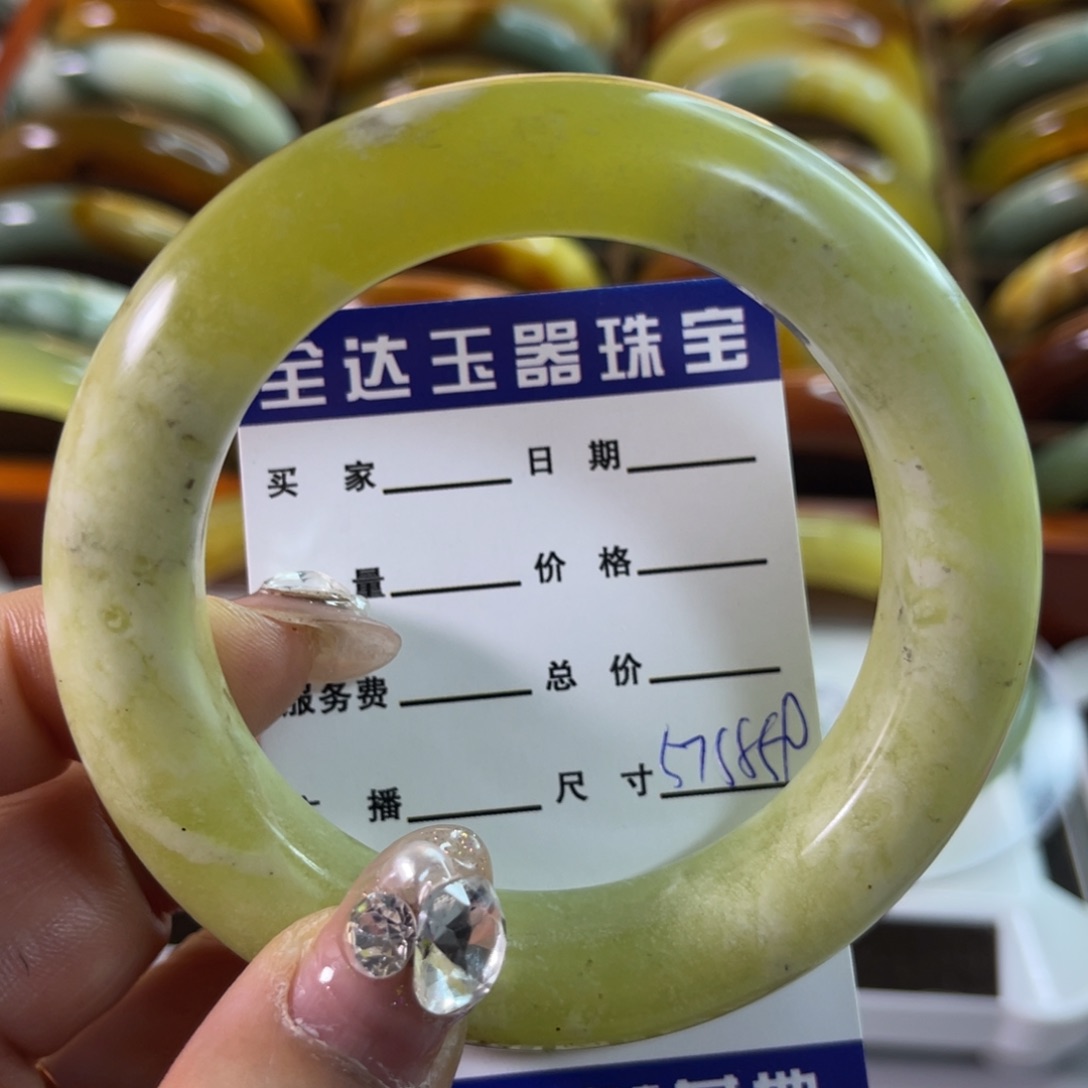 全达玉器珠宝
买 家 日 期
量 价 格
服务费 总 价
播 尺 寸